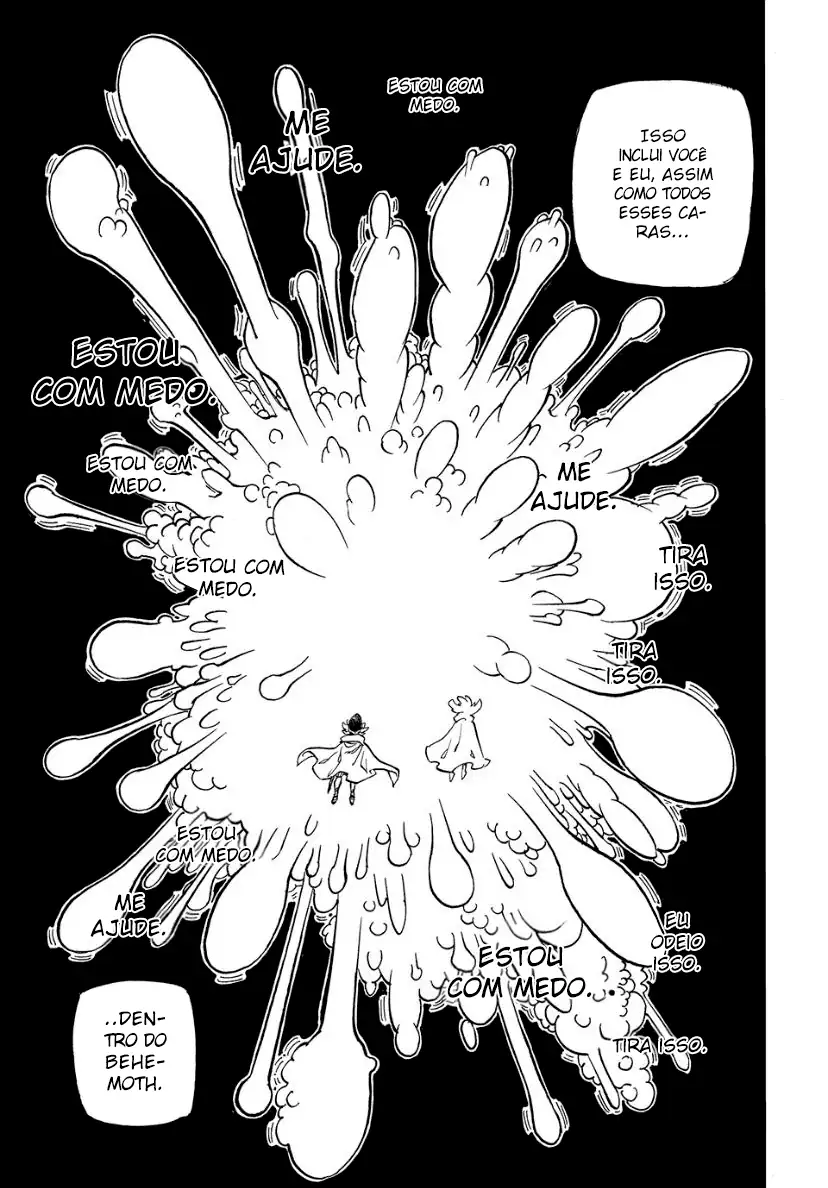 ESTOU COM
MEDO.
ME
AJUDE.
ISSO
INCLUI VOCÊ
E EU, ASSIM
COMO TODOS
ESSES CA-
RAS...
ESTOU
COM MEDO.
ESTOU COM
MEDO.
ME
AJUDE.
ESTOU COM
MEDO.
TIRA
ISSO.
TIRA
ISSO.
ESTOU
COM MEDO.
ME
AJUDE.
EU
ODEIO
ISSO.
ESTOU
COM MEDO.
TIRA ISSO.
..DEN-
TRO DO
BEHE-
MOTH.